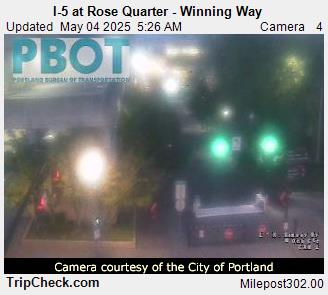 I-5 at Rose Quarter - Winning Way
Updated May 04 2025 5:26 AM Camera 4
PBOT
PORTLAND BUREAU OF TRANSPORTATION
Camera courtesy of the City of Portland
TripCheck.com Milepost302.00